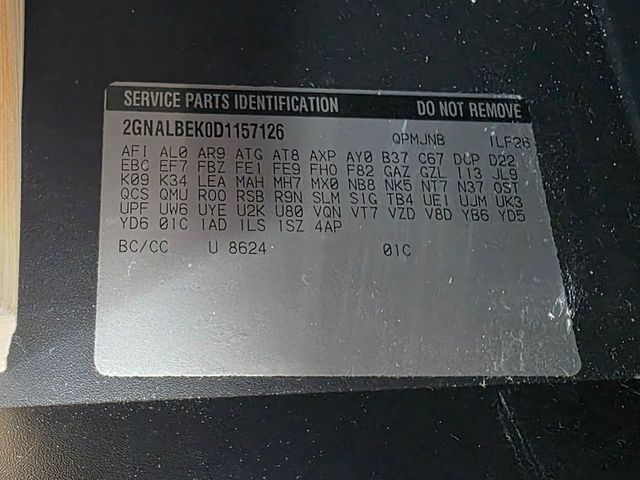 SERVICE PARTS IDENTIFICATION DO NOT REMOVE
2GNALBEK0D1157126 QPMJNB 1LF26
AF1 AL0 AR9 ATG AT8 AXP AY0 B37 C67 DCP D22
EBC EF7 FBZ FE1 FE9 FHO F82 GAZ GZL I13 JL9
K09 K34 LEA MAH MH7 MX0 NB8 NK5 NT7 N37 OST
QCS QMU ROO RSB R9N SLM S1G TB4 UE1 UJM UK3
UPF UW6 UYE U2K U80 VQN VT7 VZD V8D YB6 YD5
YD6 01C 1AD 1LS 1SZ 4AP
BC/CC U 8624 01C